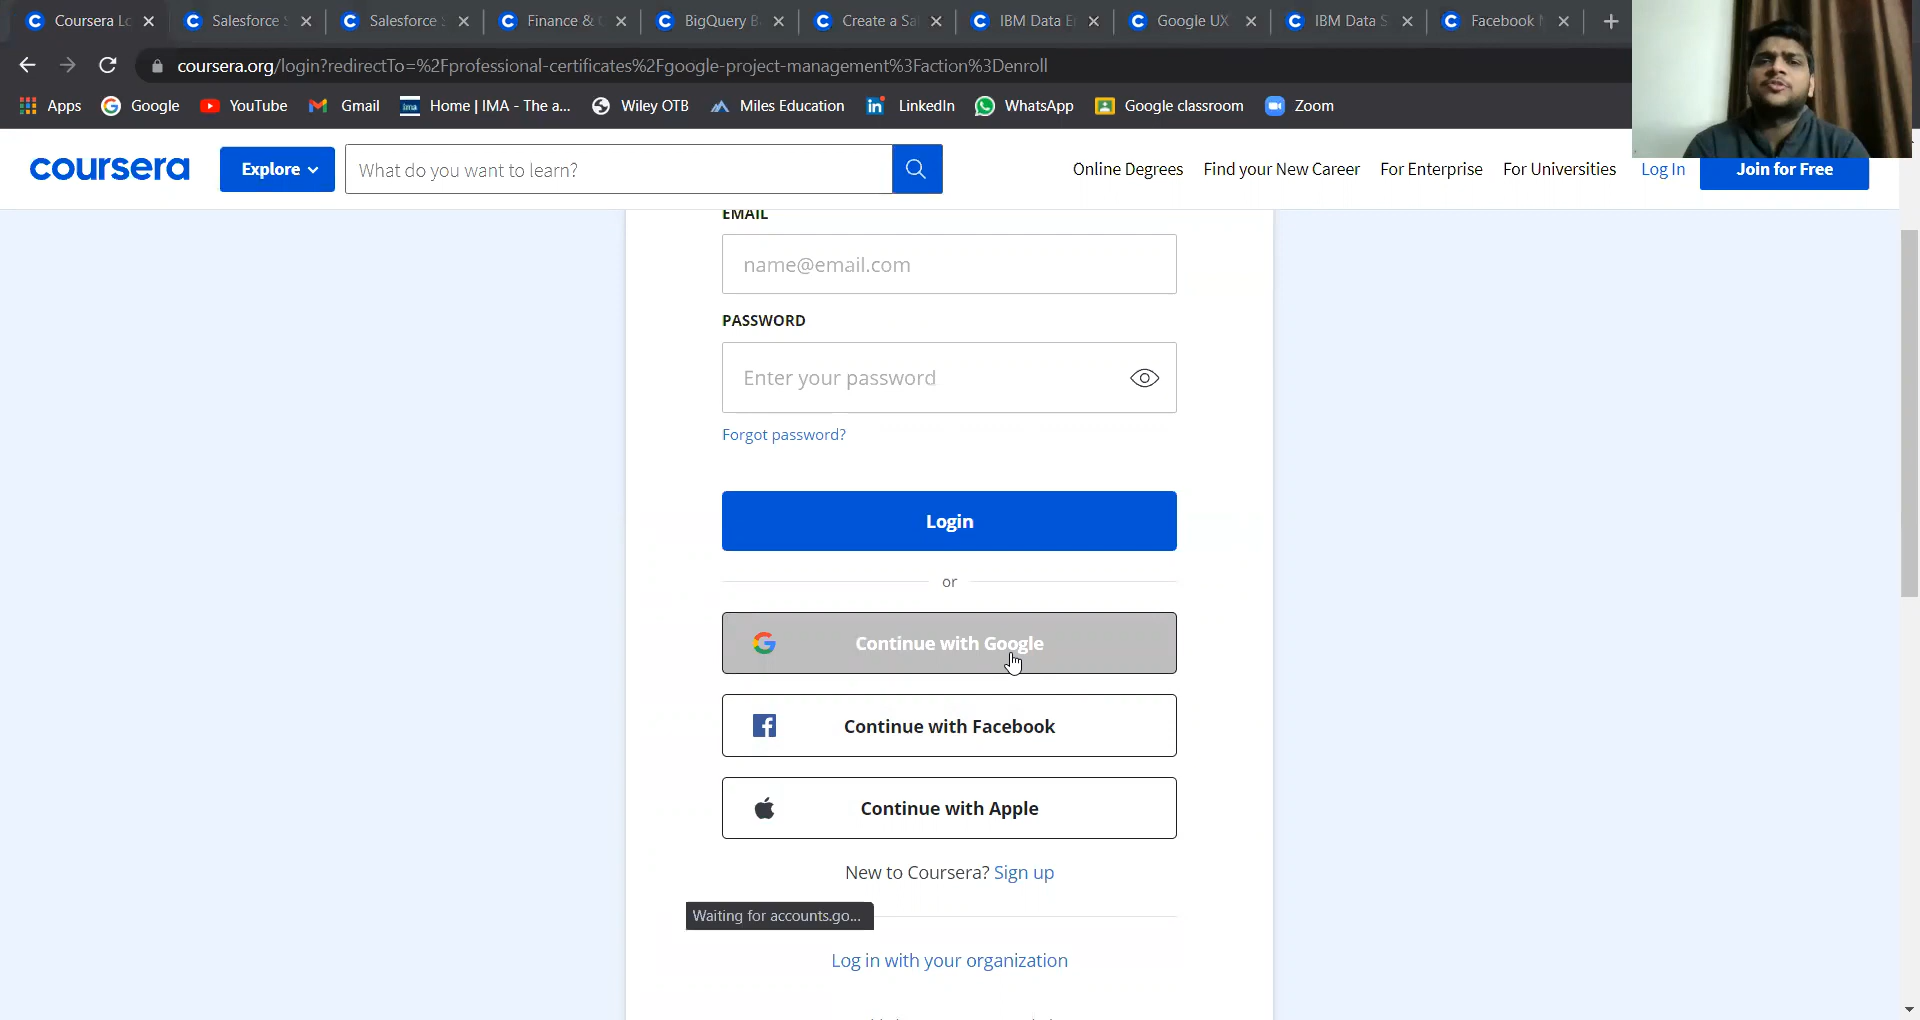 Coursera Lo Salesforce S Salesforce S Finance & BigQuery B Create a Sa IBM Data E Google UX IBM Data S Facebook
coursera.org/login?redirectTo=%2Fprofessional-certificates%2Fgoogle-project-management%3Faction%3Denroll
Apps Google YouTube Gmail Home | IMA - The a... Wiley OTB Miles Education LinkedIn WhatsApp Google classroom Zoom
coursera Explore What do you want to learn? Online Degrees Find your New Career For Enterprise For Universities Log In Join for Free
EMAIL
name@email.com
PASSWORD
Enter your password
Forgot password?
Login
or
Continue with Google
Continue with Facebook
Continue with Apple
New to Coursera? Sign up
Waiting for accounts.go...
Log in with your organization